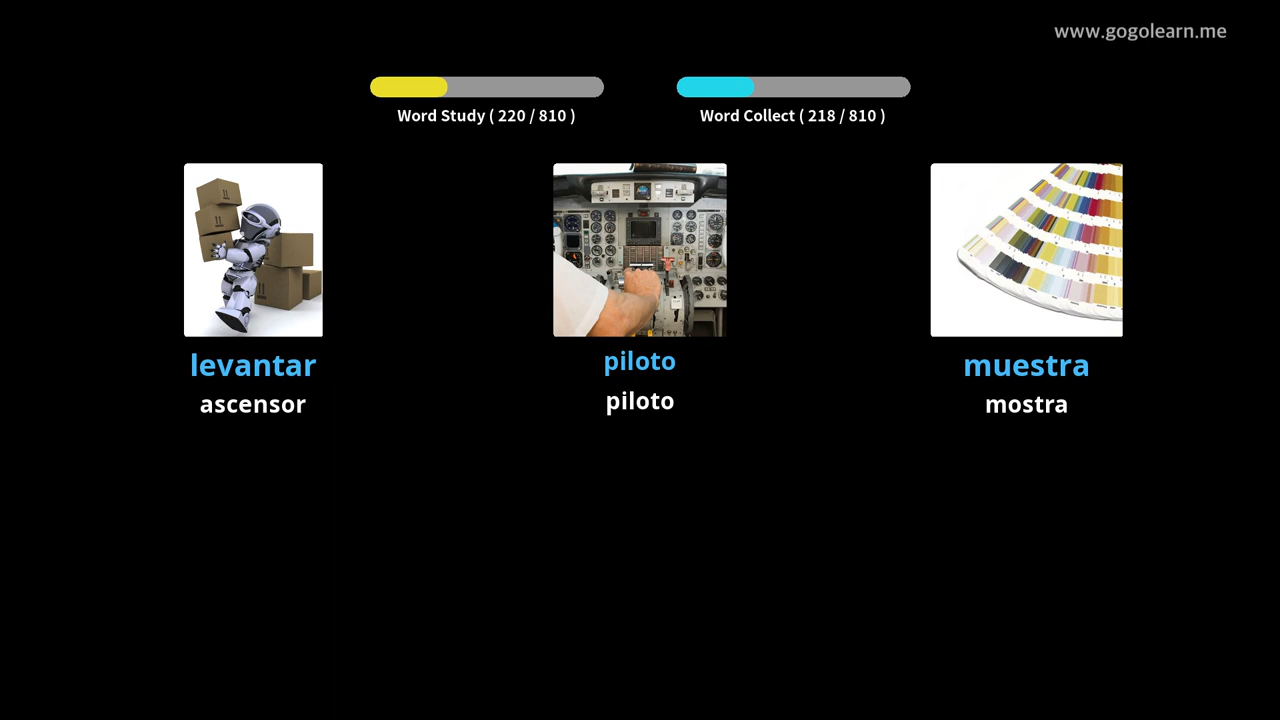 www.gogolearn.me
Word Study ( 220 / 810 )
Word Collect ( 218 / 810 )
levantar
ascensor
piloto
piloto
muestra
mostra